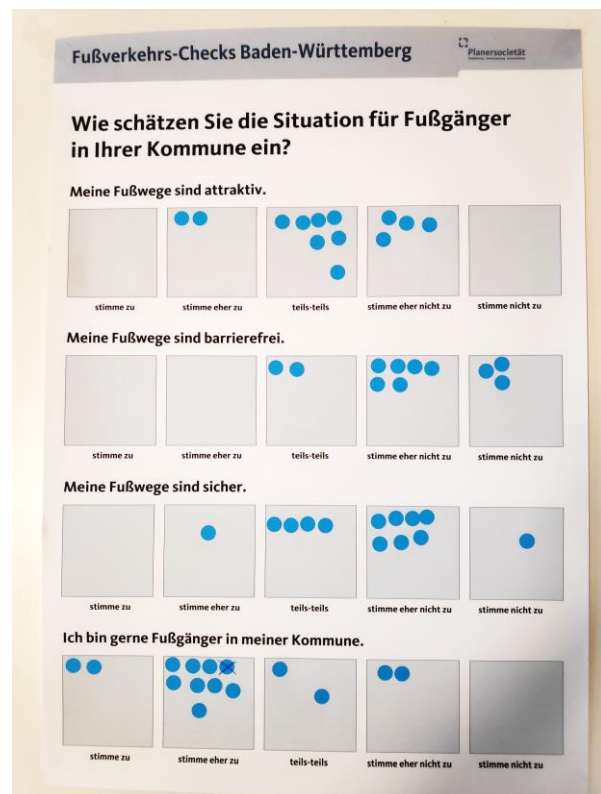 Fußverkehrs-Checks Baden-Württemberg
Planersocietät
Wie schätzen Sie die Situation für Fußgänger
in Ihrer Kommune ein?
Meine Fußwege sind attraktiv.
stimme zu stimme eher zu teils-teils stimme eher nicht zu stimme nicht zu
Meine Fußwege sind barrierefrei.
stimme zu stimme eher zu teils-teils stimme eher nicht zu stimme nicht zu
Meine Fußwege sind sicher.
stimme zu stimme eher zu teils-teils stimme eher nicht zu stimme nicht zu
Ich bin gerne Fußgänger in meiner Kommune.
stimme zu stimme eher zu teils-teils stimme eher nicht zu stimme nicht zu